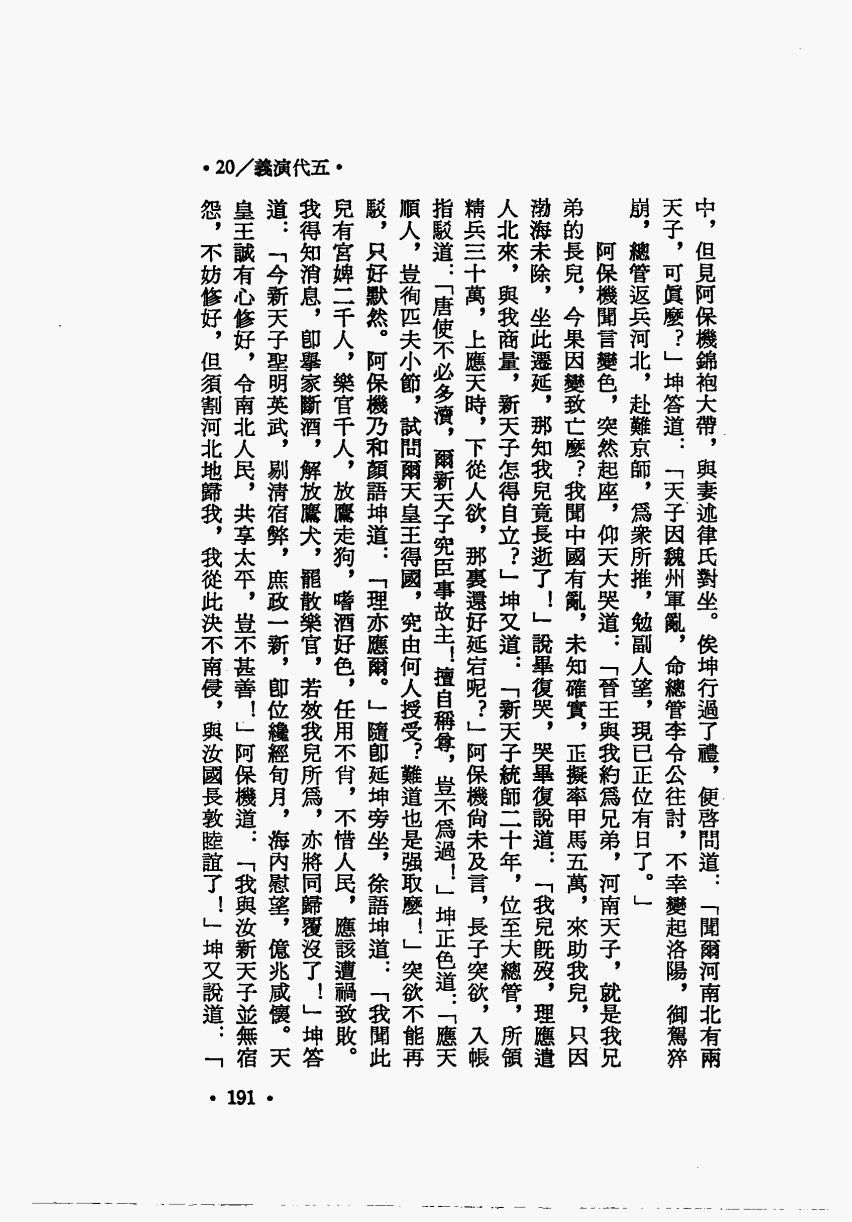 •20／義演代五•
中，但見阿保機錦袍大帶，與妻述律氏對坐。俟坤行過了禮，便啓問道：「聞爾河南北有兩
天子，可眞麼？」坤答道：「天子因魏州軍亂，命總管李令公往討，不幸變起洛陽，御駕猝
崩，總管返兵河北，赴難京師，爲衆所推，勉副人望，現已正位有日了。」
阿保機聞言變色，突然起座，仰天大哭道：「晉王與我約爲兄弟，河南天子，就是我兄
弟的長兒，今果因變致亡麼？我聞中國有亂，未知確實，正擬率甲馬五萬，來助我兒，只因
渤海未除，坐此遷延，那知我兒竟長逝了！」說畢復哭，哭畢復說道：「我兒旣歿，理應遣
人北來，與我商量，新天子怎得自立？」坤又道：「新天子統師二十年，位至大總管，所領
精兵三十萬，上應天時，下從人欲，那裏還好延宕呢？」阿保機尙未及言，長子突欲，入帳
指駁道：「唐使不必多瀆，爾新天子究臣事故主！擅自稱尊，豈不爲過！」坤正色道：「應天
順人，豈徇匹夫小節，試問爾天皇王得國，究由何人授受？難道也是强取麼！」突欲不能再
駁，只好默然。阿保機乃和顏語坤道：「理亦應爾。」隨卽延坤旁坐，徐語坤道：「我聞此
兒有宮婢二千人，樂官千人，放鷹走狗，嗜酒好色，任用不肖，不惜人民，應該遭禍致敗。
我得知消息，卽擧家斷酒，解放鷹犬，罷散樂官，若效我兒所爲，亦將同歸覆沒了！」坤答
道：「今新天子聖明英武，剔淸宿弊，庶政一新，卽位纔經旬月，海內慰望，億兆咸懷。天
皇王誠有心修好，令南北人民，共享太平，豈不甚善！」阿保機道：「我與汝新天子並無宿
怨，不妨修好，但須割河北地歸我，我從此決不南侵，與汝國長敦睦誼了！」坤又說道：「
•191•